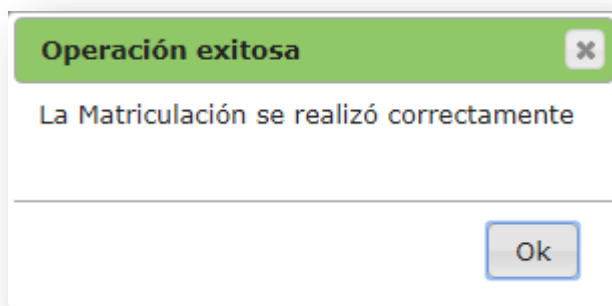 Operación exitosa
La Matriculación se realizó correctamente
Ok